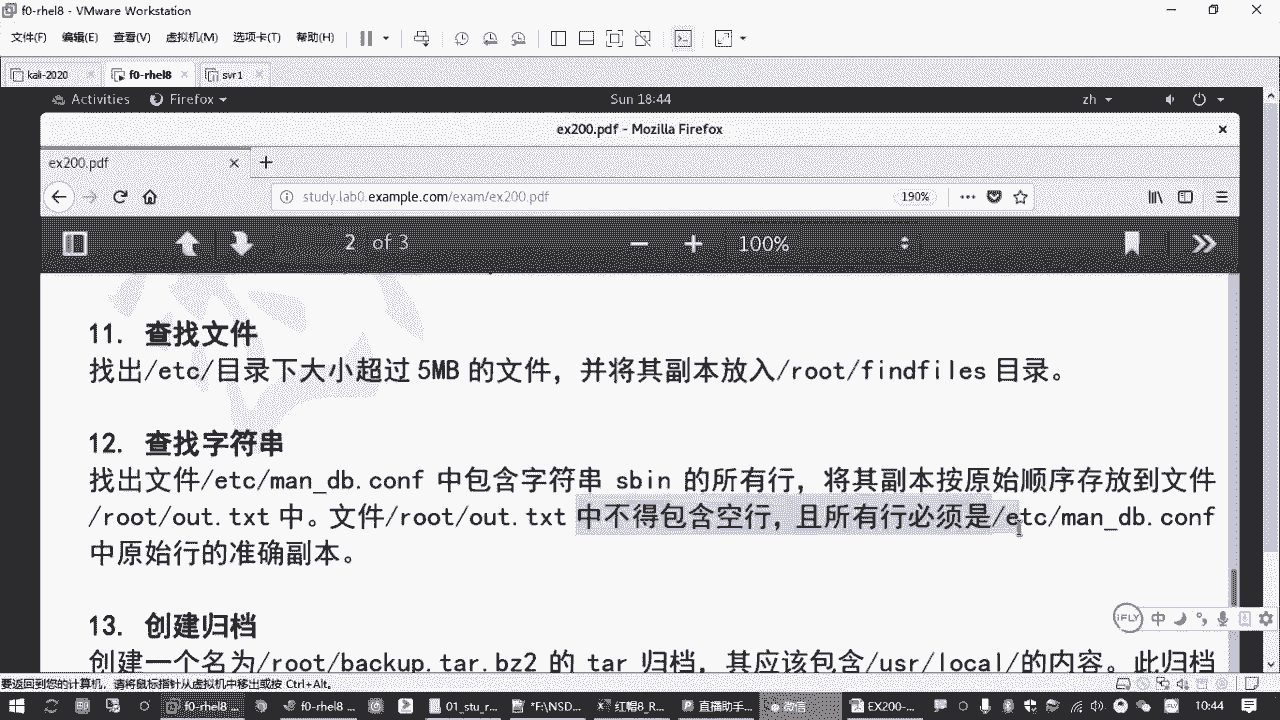 f0-rhel8 - VMware Workstation
文件(F) 编辑(E) 查看(V) 虚拟机(M) 选项卡(T) 帮助(H)
kali-2020 f0-rhel8 svr1
Activities Firefox Sun 18:44 zh
ex200.pdf - Mozilla Firefox
ex200.pdf
study.lab0.example.com/exam/ex200.pdf 190%
2 of 3 100%
11. 查找文件
找出/etc/目录下大小超过 5MB 的文件，并将其副本放入/root/findfiles 目录。
12. 查找字符串
找出文件/etc/man_db.conf 中包含字符串 sbin 的所有行，将其副本按原始顺序存放到文件
/root/out.txt 中。文件/root/out.txt 中不得包含空行，且所有行必须是/etc/man_db.conf
中原始行的准确副本。
13. 创建归档
创建一个名为/root/backup.tar.bz2 的 tar 归档，其应该包含/usr/local/的内容。此归档
iFLY 中
要返回到您的计算机，请将鼠标指针从虚拟机中移出或按 Ctrl+Alt。
f0-rhel8 ... f0-rhel8 ... 01_stu_r... *F\[NSD... 红帽8_R... 直播助手... 微信 EX200-... 10:44